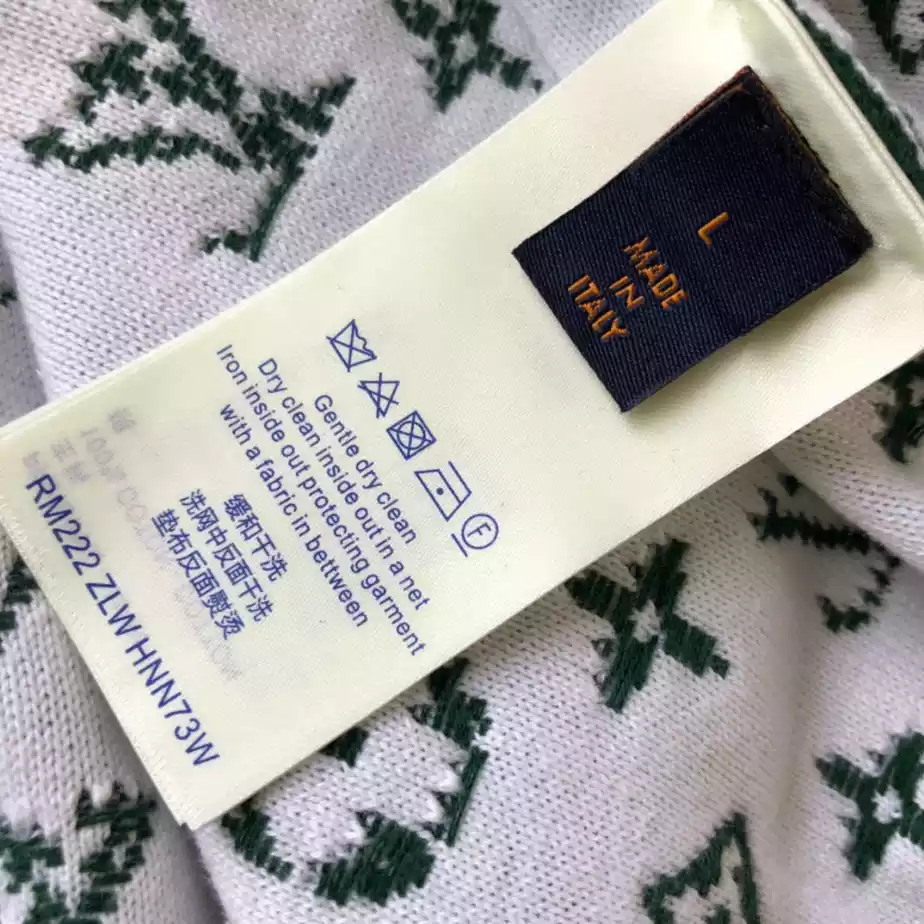 L
MADE
IN
ITALY
F
Gentle dry clean
Dry clean inside out in a net
Iron inside out protecting garment
with a fabric in bettween
缓和干洗
洗网中反面干洗
垫布反面熨烫
RM222 ZLW HNN73W